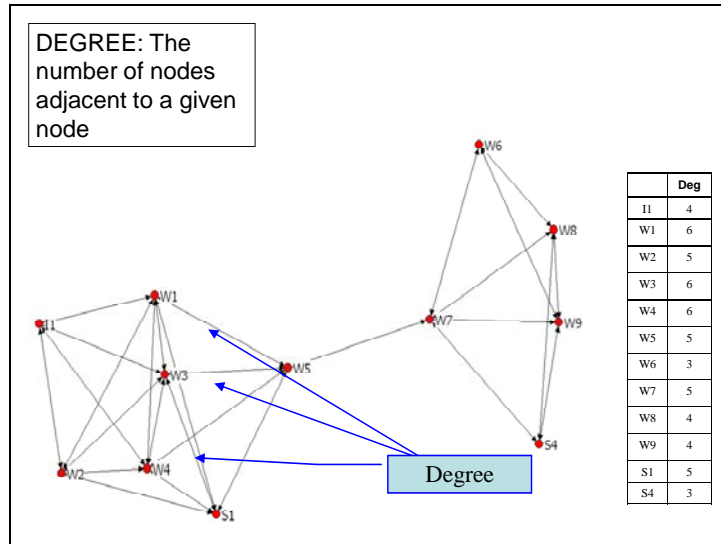 DEGREE: The
number of nodes
adjacent to a given
node
W6
W8
W1
I1
W7
W9
W5
W3
S4
W2
W4
S1
Degree
Deg
I1 4
W1 6
W2 5
W3 6
W4 6
W5 5
W6 3
W7 5
W8 4
W9 4
S1 5
S4 3